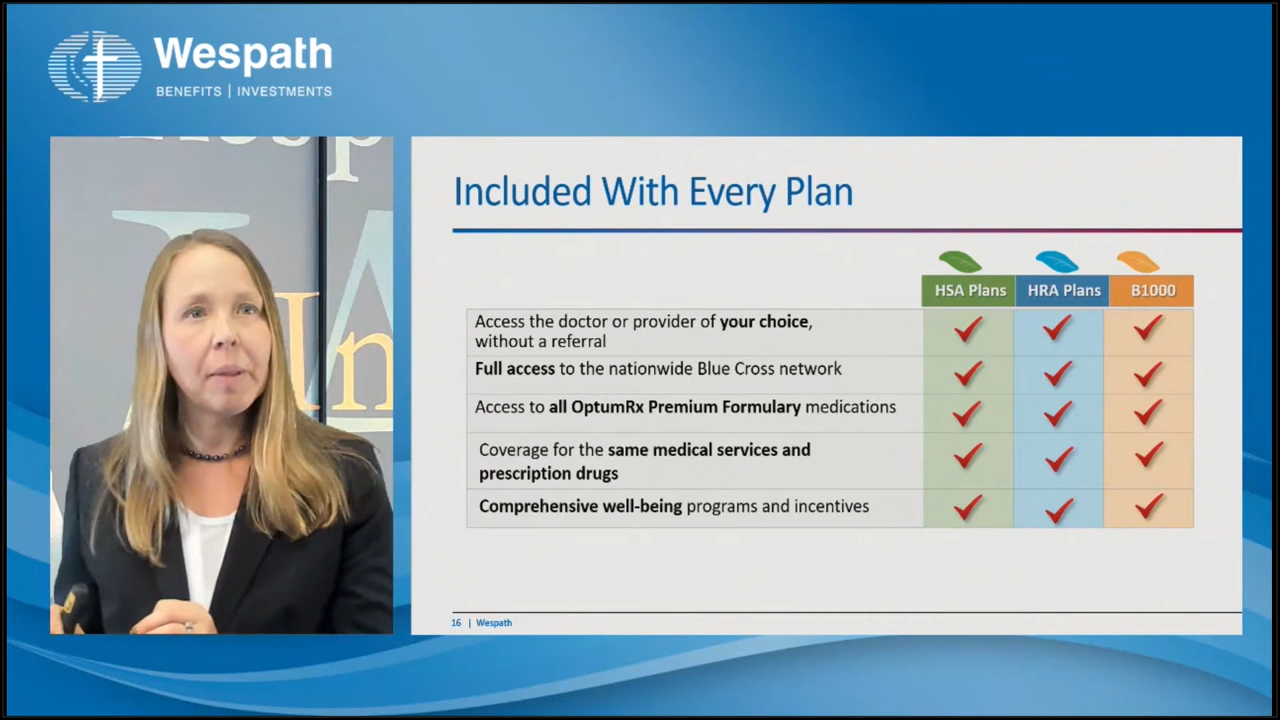 Wespath
BENEFITS | INVESTMENTS
In
Included With Every Plan
HSA Plans HRA Plans B1000
Access the doctor or provider of your choice,
without a referral
Full access to the nationwide Blue Cross network
Access to all OptumRx Premium Formulary medications
Coverage for the same medical services and
prescription drugs
Comprehensive well-being programs and incentives
16 | Wespath